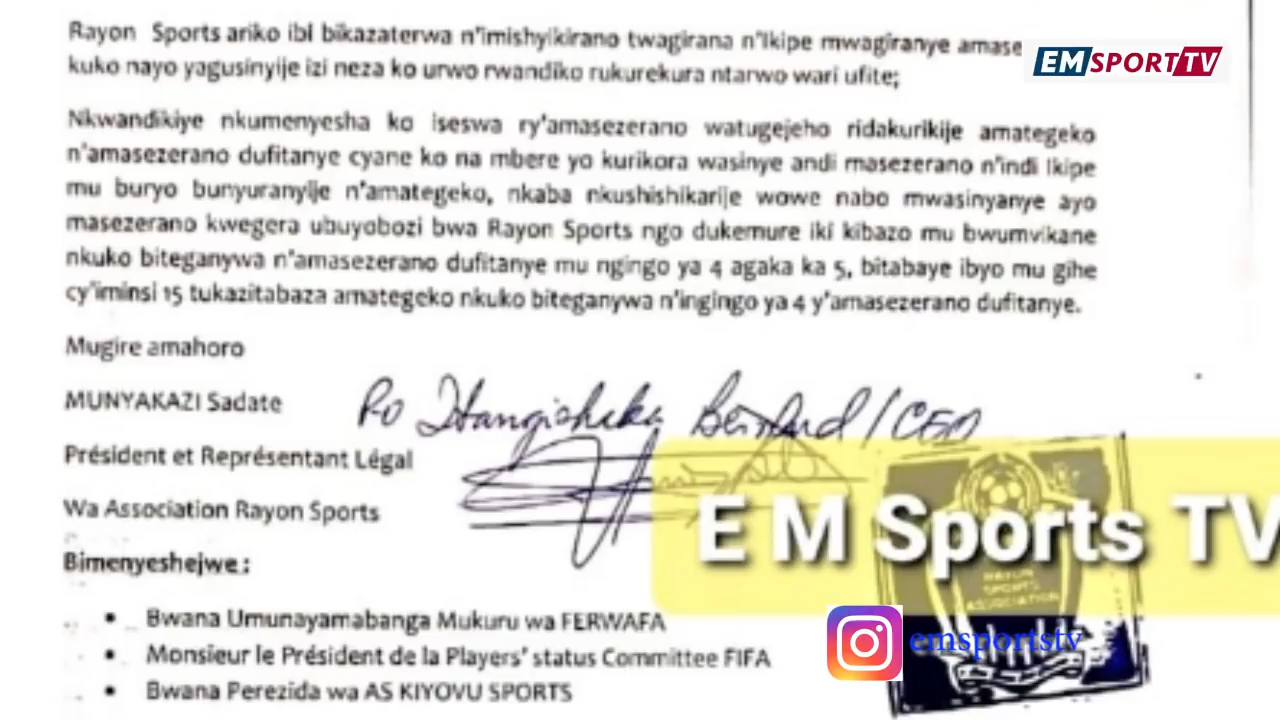 Rayon Sports ariko ibi bikazaterwa n'imishyikirano twagirana n'Ikipe mwagiranye amase
kuko nayo yagusinyije izi neza ko urwo rwandiko rukurekura ntarwo wari ufite;
EMSPORTTV
Nkwandikiye nkumenyesha ko iseswa ry'amasezerano watugejeho ridakurikije amategeko
n'amasezerano dufitanye cyane ko na mbere yo kurikora wasinye andi masezerano n'indi Ikipe
mu buryo bunyuranyije n'amategeko, nkaba nkushishikarije wowe nabo mwasinyanye ayo
masezerano kwegera ubuyobozi bwa Rayon Sports ngo dukemure iki kibazo mu bwumvikane
nkuko biteganywa n'amasezerano dufitanye mu ngingo ya 4 agaka ka 5, bitabaye ibyo mu gihe
cy'iminsi 15 tukazitabaza amategeko nkuko biteganywa n'ingingo ya 4 y'amasezerano dufitanye.
Mugire amahoro
MUNYAKAZI Sadate
Po Itangishaka Bernard / CEO
Président et Représentant Légal
Wa Association Rayon Sports
E M Sports TV
Bimenyeshejwe :
RAYON
SPORTS
ASSOCIATION
• Bwana Umunayamabanga Mukuru wa FERWAFA
• Monsieur le Président de la Players' status Committee FIFA
• Bwana Perezida wa AS KIYOVU SPORTS
emsportstv